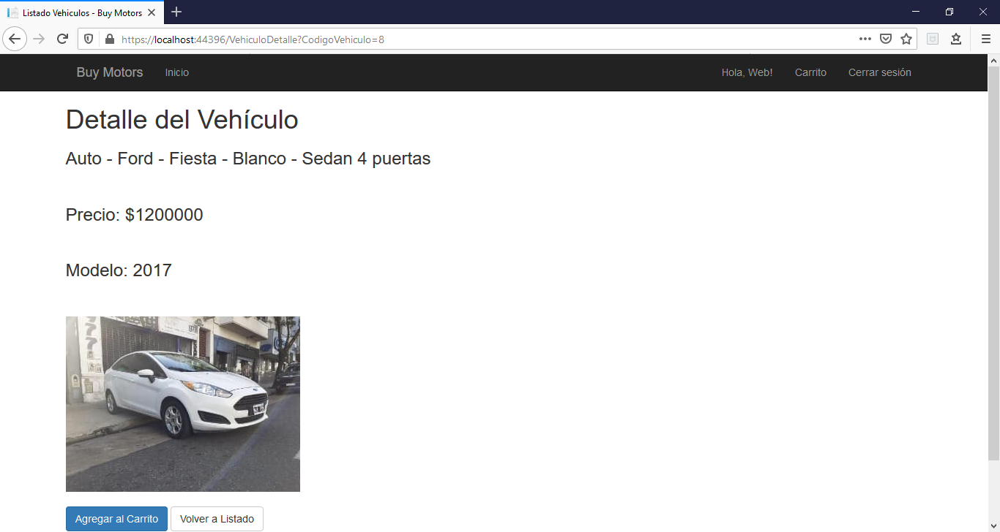 Listado Vehiculos - Buy Motors
https://localhost:44396/VehiculoDetalle?CodigoVehiculo=8
Buy Motors Inicio Hola, Web! Carrito Cerrar sesión
Detalle del Vehículo
Auto - Ford - Fiesta - Blanco - Sedan 4 puertas
Precio: $1200000
Modelo: 2017
Agregar al Carrito Volver a Listado